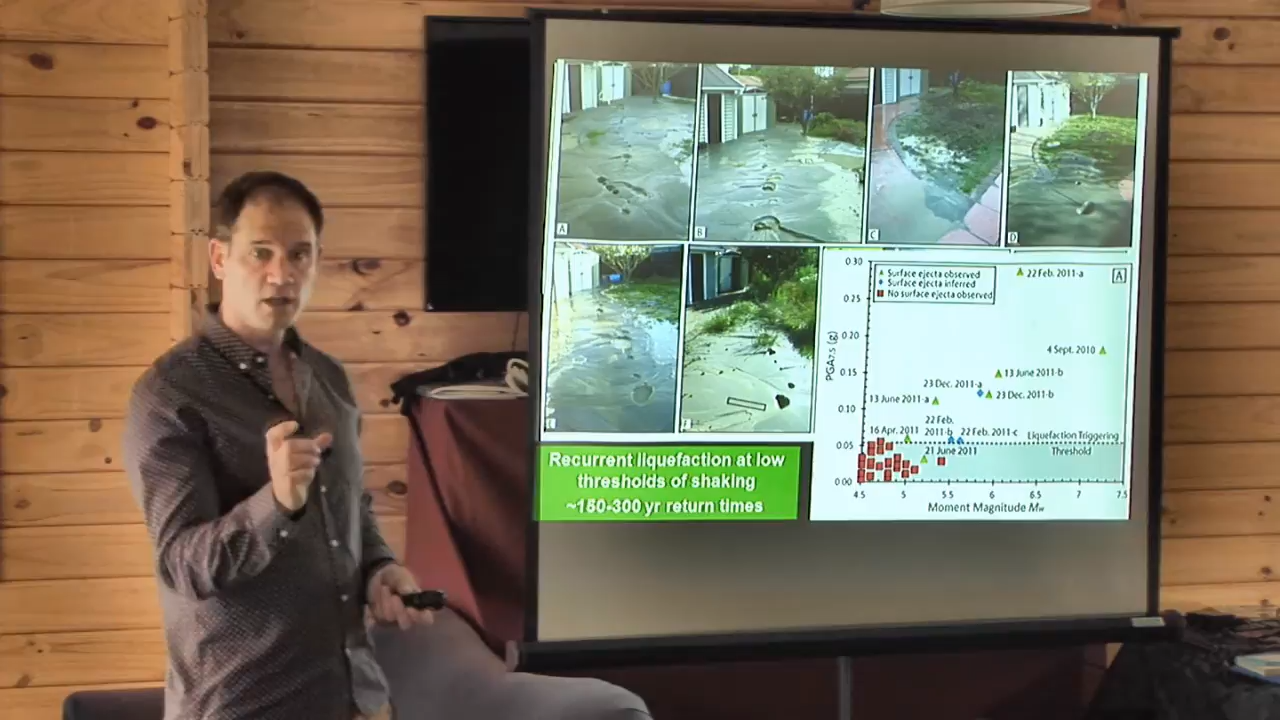 A
B
C
D
E
F
Recurrent liquefaction at low
thresholds of shaking
~150-300 yr return times
A
Surface ejecta observed
Surface ejecta inferred
No surface ejecta observed
PGA7.5 (g)
0.30
0.25
0.20
0.15
0.10
0.05
0.00
22 Feb. 2011-a
4 Sept. 2010
13 June 2011-b
23 Dec. 2011-a
23 Dec. 2011-b
13 June 2011-a
22 Feb.
2011-b
16 Apr. 2011
22 Feb. 2011-c
21 June 2011
Liquefaction Triggering
Threshold
4.5 5 5.5 6 6.5 7 7.5
Moment Magnitude Mw